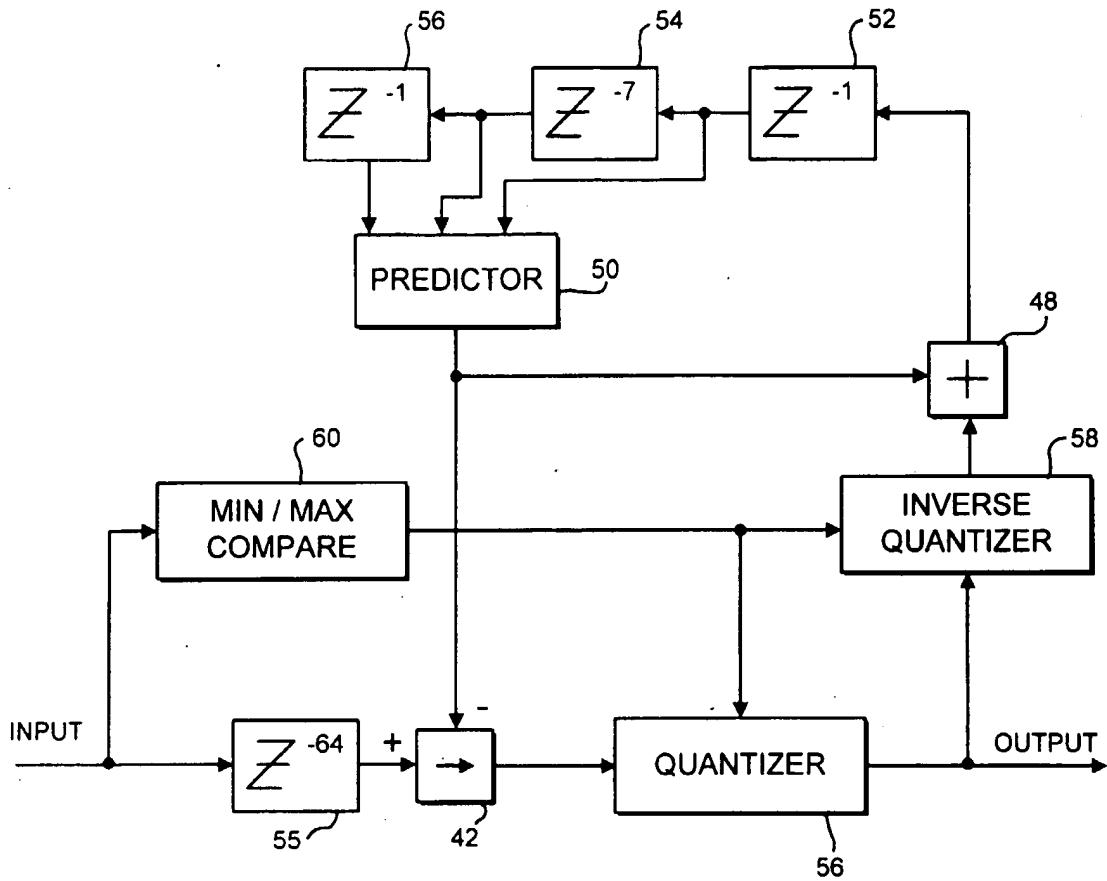 56
54
52
Z -1
Z -7
Z -1
PREDICTOR
50
48
+
60
58
MIN / MAX
COMPARE
INVERSE
QUANTIZER
-
INPUT
Z -64
+
QUANTIZER
OUTPUT
55
42
56